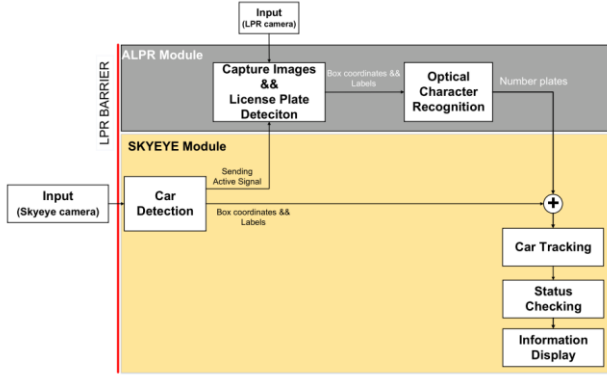 Input
(LPR camera)
LPR BARRIER
ALPR Module
Capture Images
&&
License Plate
Deteciton
Box coordinates &&
Labels
Optical
Character
Recognition
Number plates
SKYEYE Module
Sending
Active Signal
Input
(Skyeye camera)
Car
Detection
Box coordinates &&
Labels
+
Car Tracking
Status
Checking
Information
Display